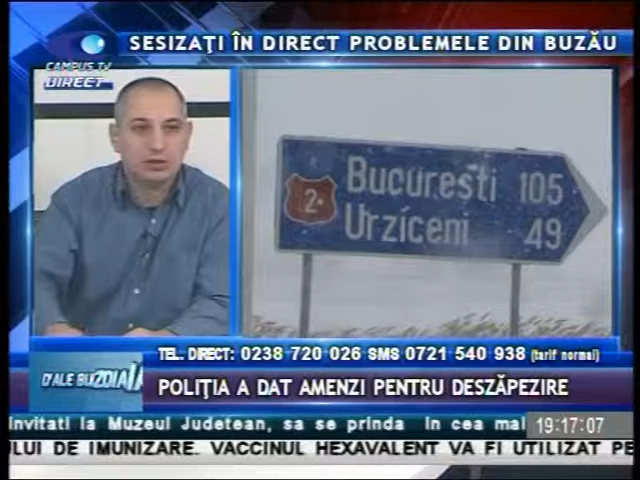 SESIZAȚI ÎN DIRECT PROBLEMELE DIN BUZĂU
CAMPUS TV
DIRECT
2
București 105
Urziceni 49
TEL. DIRECT: 0238 720 026 SMS 0721 540 938 (tarif normal)
D'ALE BUZOIA
POLIȚIA A DAT AMENZI PENTRU DESZĂPEZIRE
invitati la Muzeul Judetean, sa se prinda in cea mai
19:17:07
ULUI DE IMUNIZARE. VACCINUL HEXAVALENT VA FI UTILIZAT PE